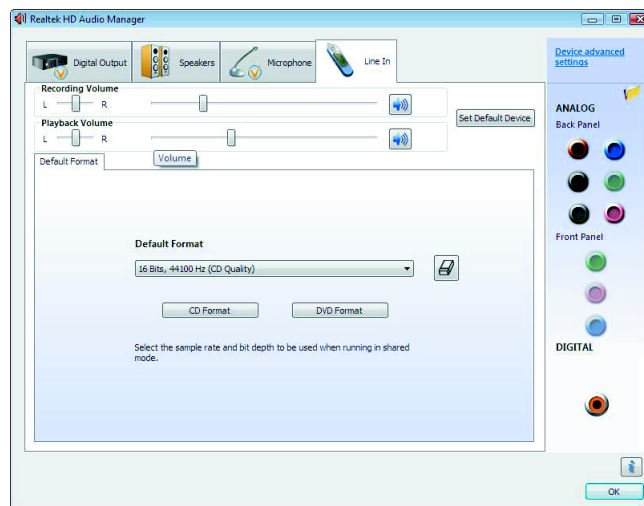 Realtek HD Audio Manager
Digital Output
Speakers
Microphone
Line In
Device advanced
settings
Recording Volume
L
R
Set Default Device
Playback Volume
L
R
Volume
Default Format
Default Format
16 Bits, 44100 Hz (CD Quality)
CD Format
DVD Format
Select the sample rate and bit depth to be used when running in shared
mode.
ANALOG
Back Panel
Front Panel
DIGITAL
OK